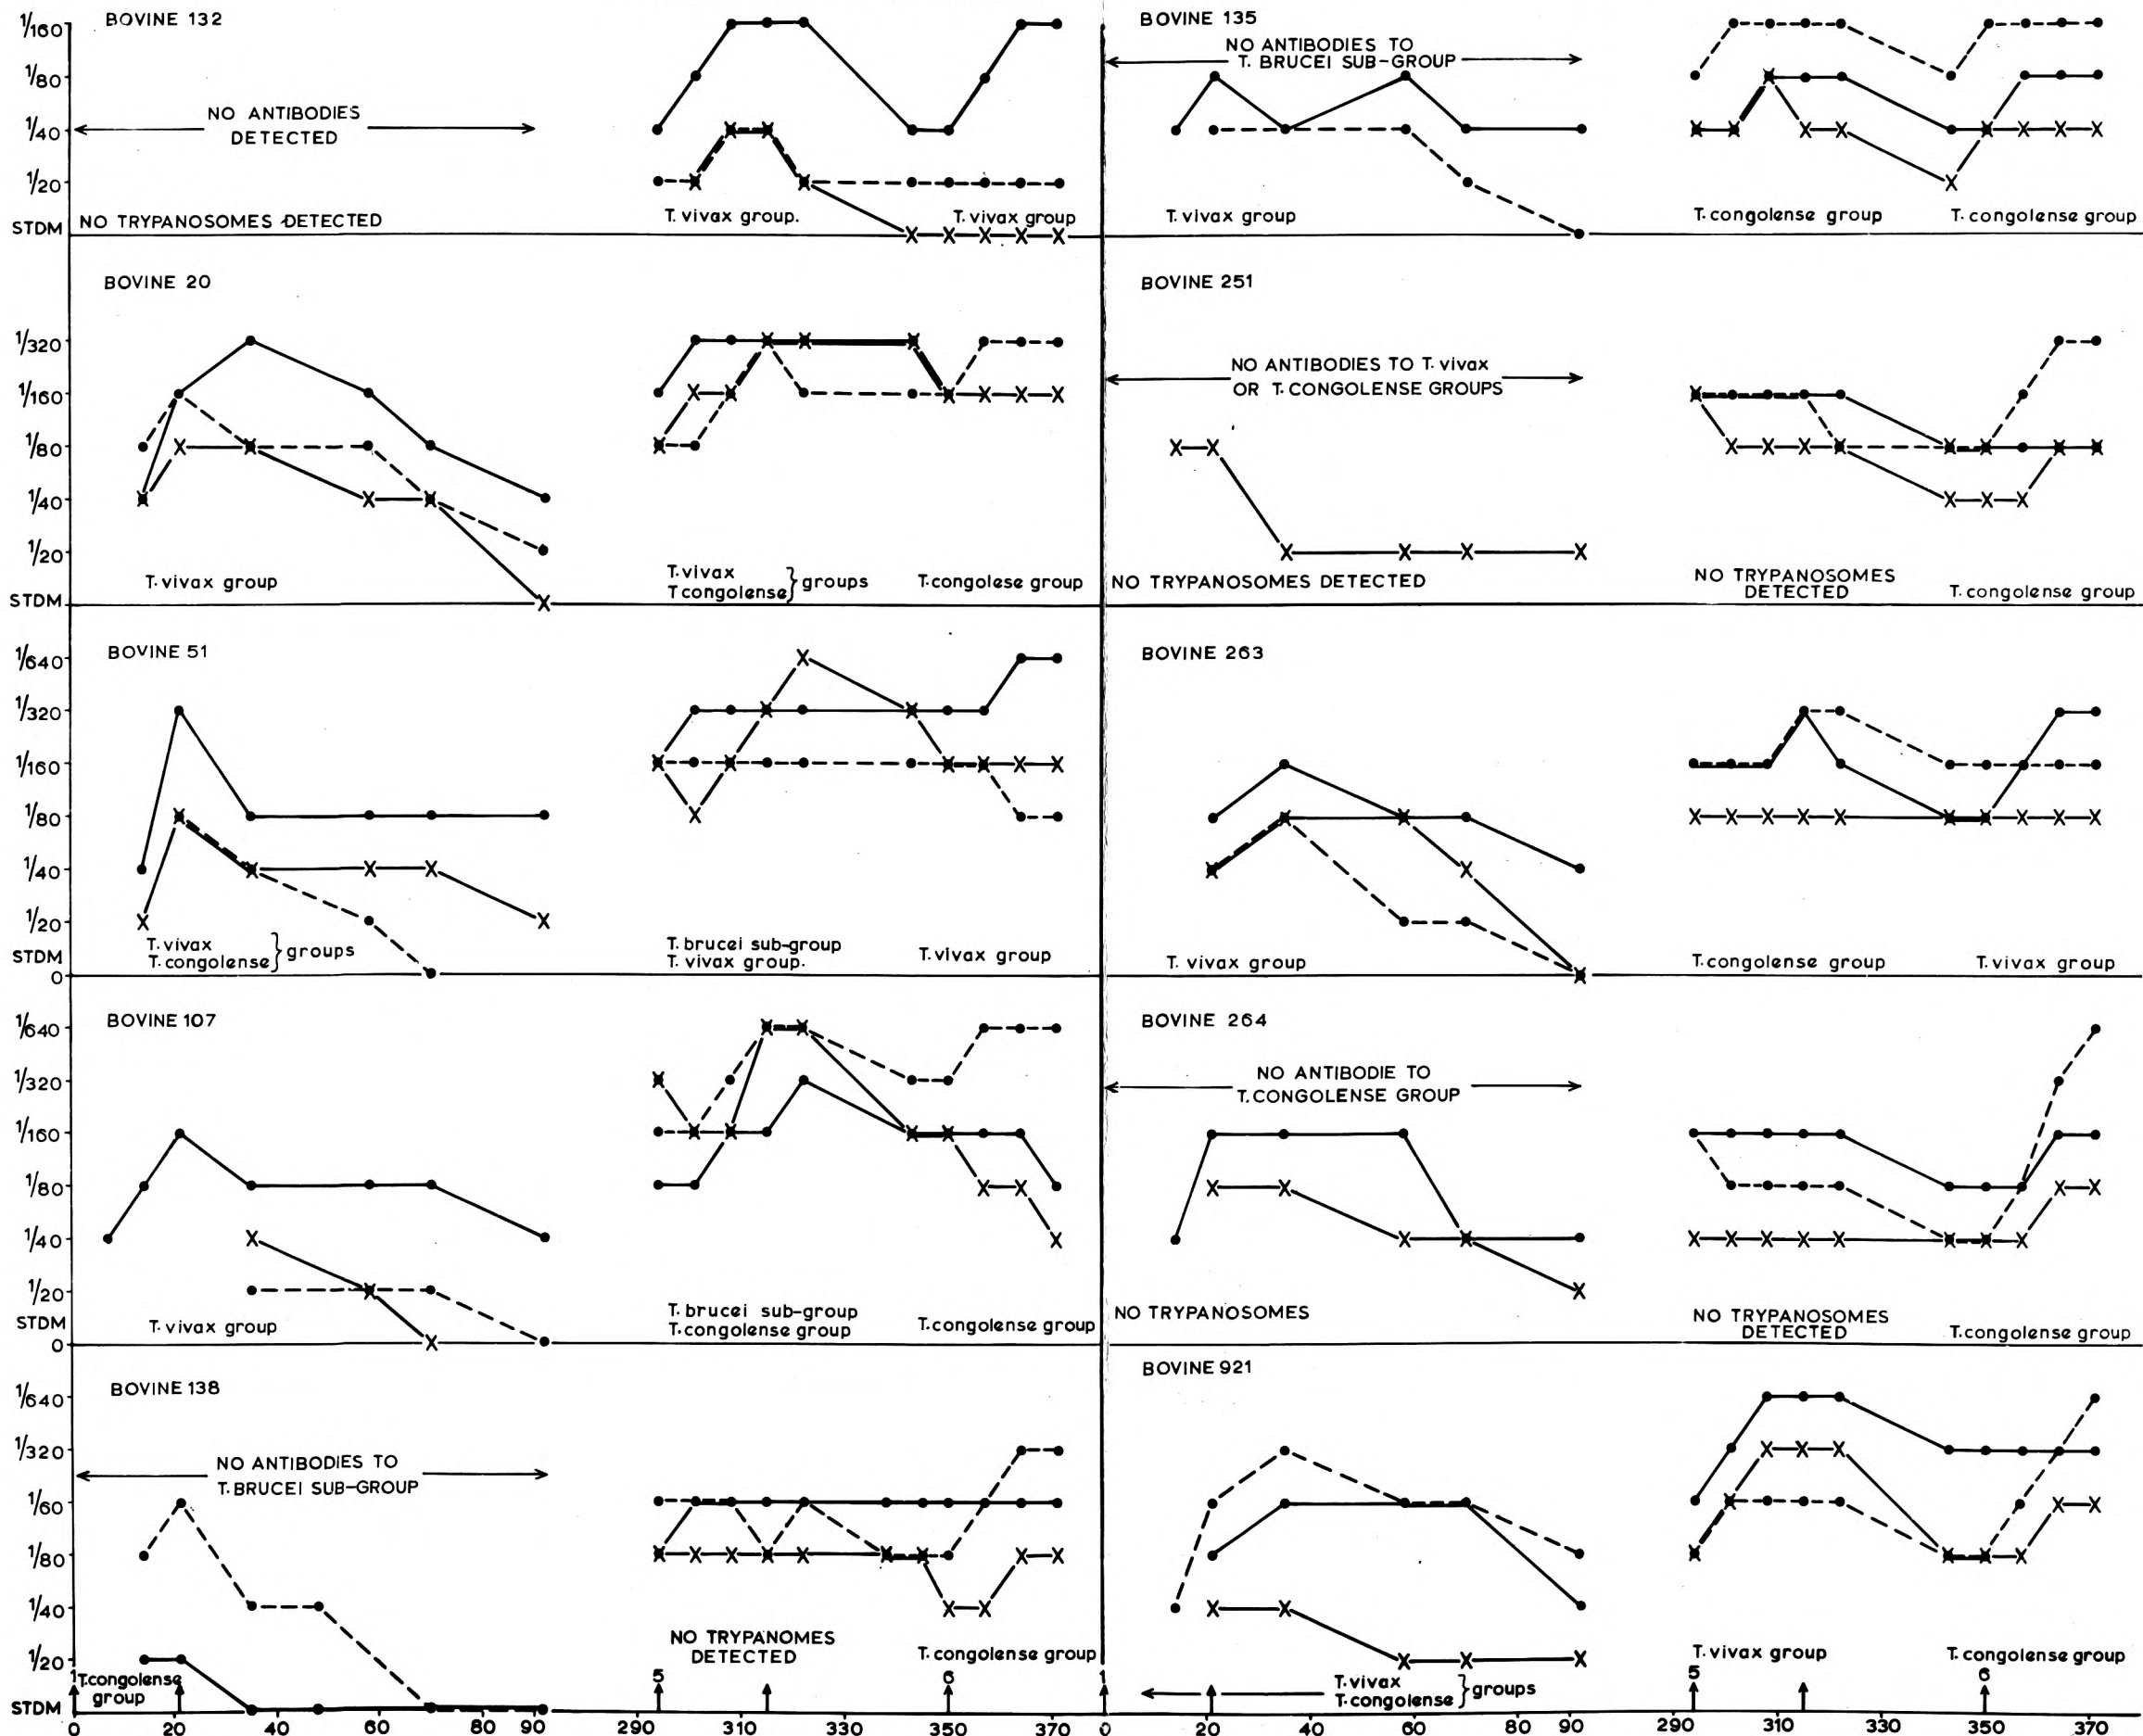 BOVINE 132
1/160
1/80
1/40
1/20
STDM
NO ANTIBODIES
DETECTED
NO TRYPANOSOMES DETECTED
T. vivax group.
T. vivax group
BOVINE 135
NO ANTIBODIES TO
T. BRUCEI SUB-GROUP
T. vivax group
T. congolense group
T. congolense group
BOVINE 20
1/320
1/160
1/80
1/40
1/20
STDM
T. vivax group
T. vivax
T congolense } groups
T. congolese group
BOVINE 251
NO ANTIBODIES TO T. vivax
OR T. CONGOLENSE GROUPS
NO TRYPANOSOMES DETECTED
NO TRYPANOSOMES
DETECTED
T. congolense group
BOVINE 51
1/640
1/320
1/160
1/80
1/40
1/20
STDM
0
T. vivax
T. congolense } groups
T. brucei sub-group
T. vivax group.
T. vivax group
BOVINE 263
T. vivax group
T. congolense group
T. vivax group
BOVINE 107
1/640
1/320
1/160
1/80
1/40
1/20
STDM
0
T. vivax group
T. brucei sub-group
T. congolense group
T. congolense group
BOVINE 264
NO ANTIBODIE TO
T. CONGOLENSE GROUP
NO TRYPANOSOMES
NO TRYPANOSOMES
DETECTED
T. congolense group
BOVINE 138
1/640
1/320
1/60
1/80
1/40
1/20
STDM
NO ANTIBODIES TO
T. BRUCEI SUB-GROUP
1 T. congolense
group
NO TRYPANOMES
DETECTED
T. congolense group
5 6
0 20 40 60 80 90 290 310 330 350 370
BOVINE 921
1
T. vivax
T. congolense } groups
T. vivax group
T. congolense group
5 6
0 20 40 60 80 90 290 310 330 350 370